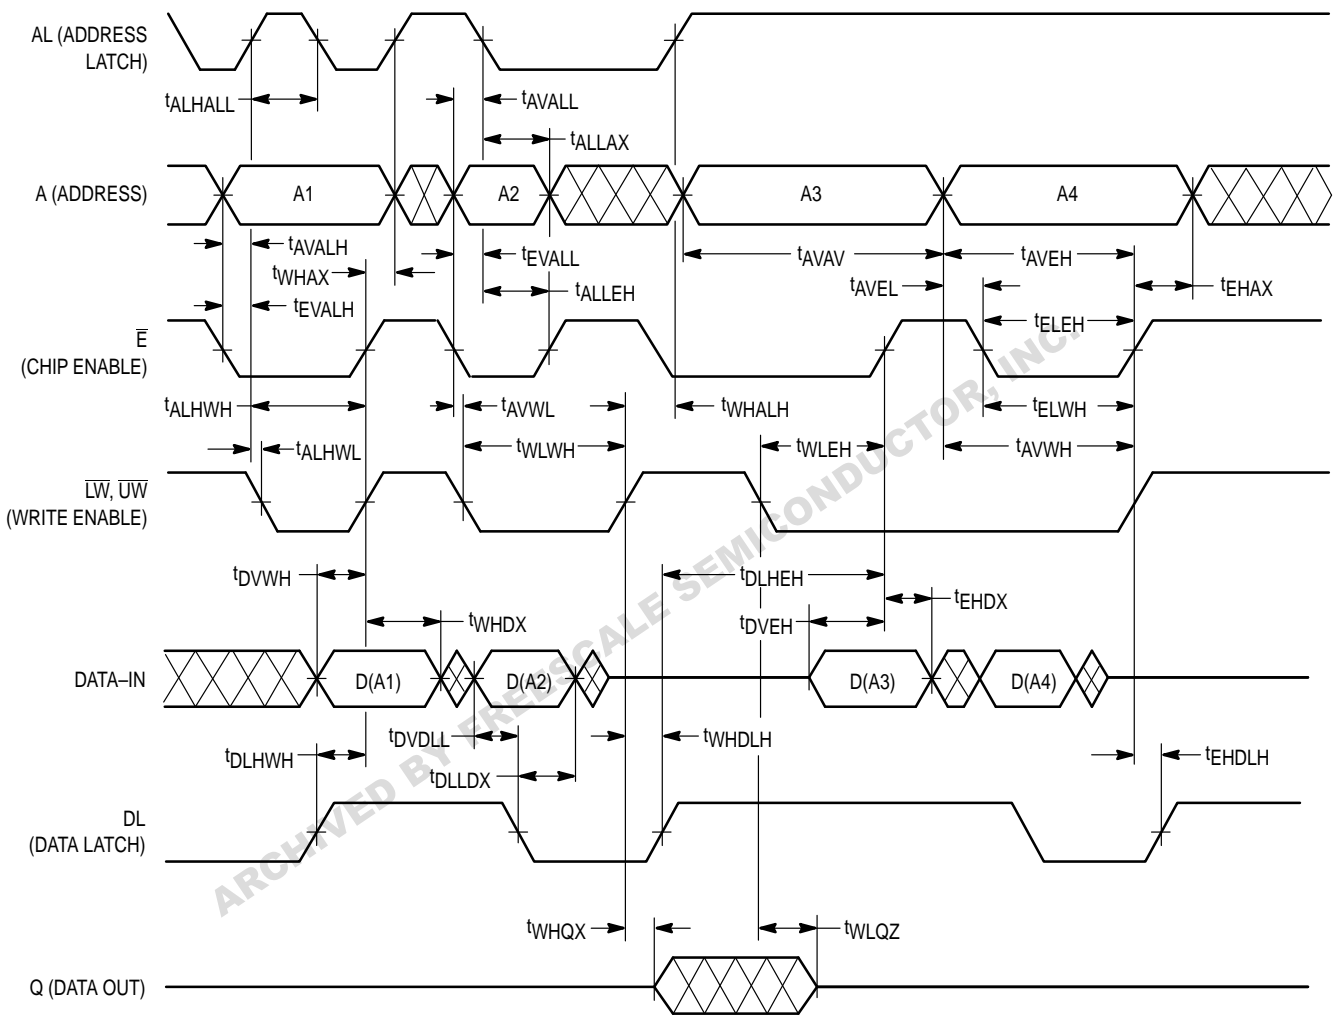 AL (ADDRESS
LATCH)
tALHALL
tAVALL
tALLAX
A (ADDRESS)
A1
A2
A3
A4
tAVALH
tWHAX
tEVALH
tEVALL
tALLEH
tAVAV
tAVEL
tAVEH
tEHAX
tELEH
E
(CHIP ENABLE)
tALHWH
tAVWL
tWHALH
tELWH
tALHWL
tWLWH
tWLEH
tAVWH
LW, UW
(WRITE ENABLE)
tDVWH
tDLHEH
tEHDX
tWHDX
tDVEH
DATA–IN
D(A1)
D(A2)
D(A3)
D(A4)
tDLHWH
tDVDLL
tDLLDX
tWHDLH
tEHDLH
DL
(DATA LATCH)
tWHQX
tWLQZ
Q (DATA OUT)
ARCHIVED BY FREESCALE SEMICONDUCTOR, INC.